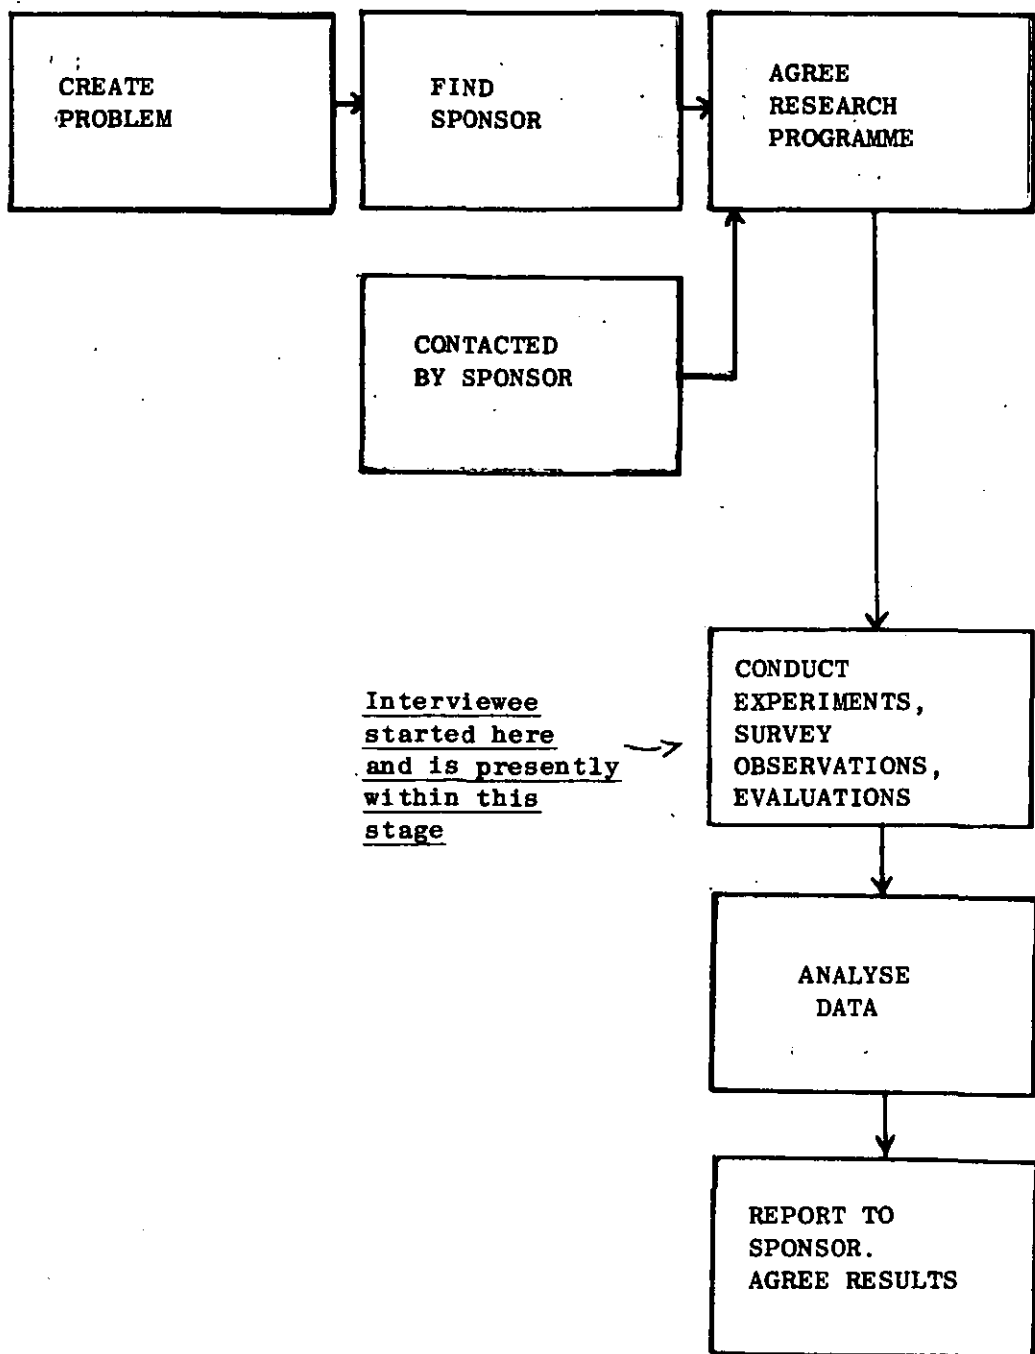 CREATE
PROBLEM
FIND
SPONSOR
AGREE
RESEARCH
PROGRAMME
CONTACTED
BY SPONSOR
CONDUCT
EXPERIMENTS,
SURVEY
OBSERVATIONS,
EVALUATIONS
Interviewee
started here
and is presently
within this
stage
ANALYSE
DATA
REPORT TO
SPONSOR.
AGREE RESULTS